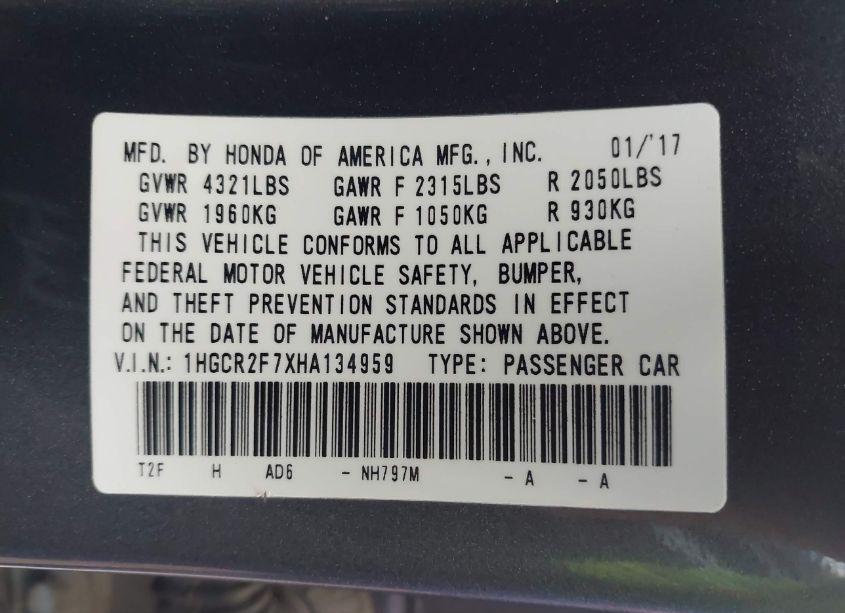 MFD. BY HONDA OF AMERICA MFG., INC. 01/'17
GVWR 4321LBS GAWR F 2315LBS R 2050LBS
GVWR 1960KG GAWR F 1050KG R 930KG
THIS VEHICLE CONFORMS TO ALL APPLICABLE
FEDERAL MOTOR VEHICLE SAFETY, BUMPER,
AND THEFT PREVENTION STANDARDS IN EFFECT
ON THE DATE OF MANUFACTURE SHOWN ABOVE.
V.I.N.: 1HGCR2F7XHA134959 TYPE: PASSENGER CAR
T2F H AD6 - NH797M - A - A